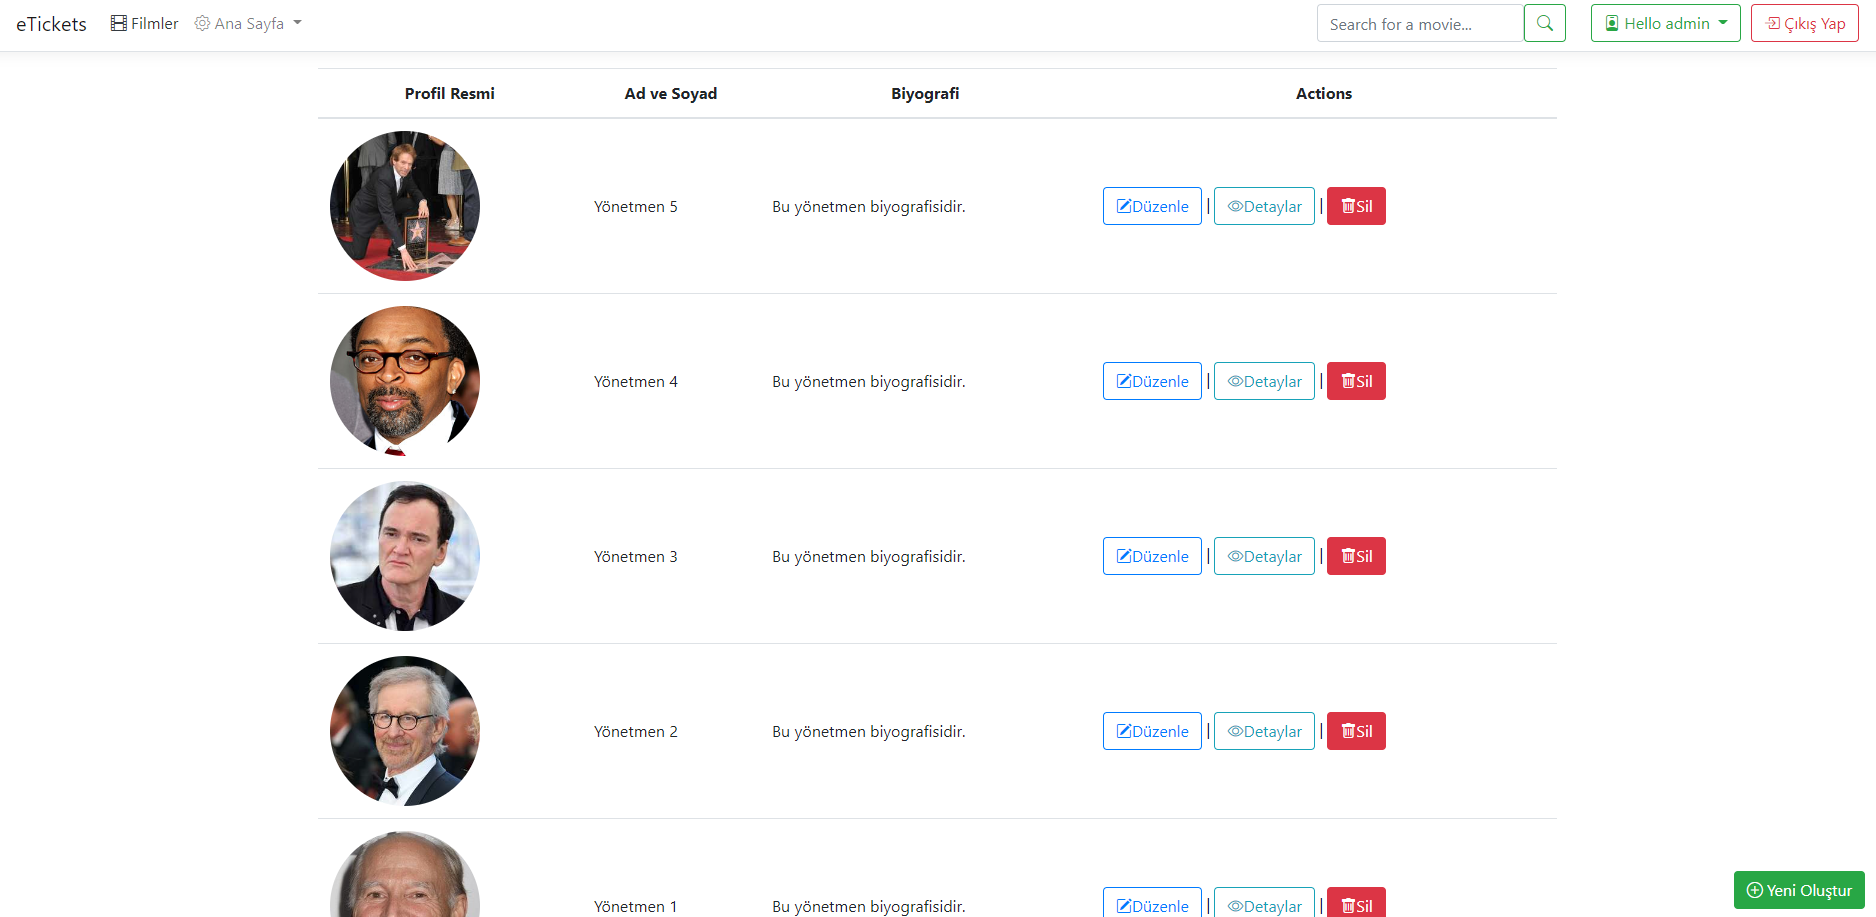 eTickets Filmler Ana Sayfa Search for a movie... Hello admin Çıkış Yap
Profil Resmi Ad ve Soyad Biyografi Actions
Yönetmen 5 Bu yönetmen biyografisidir. Düzenle | Detaylar | Sil
Yönetmen 4 Bu yönetmen biyografisidir. Düzenle | Detaylar | Sil
Yönetmen 3 Bu yönetmen biyografisidir. Düzenle | Detaylar | Sil
Yönetmen 2 Bu yönetmen biyografisidir. Düzenle | Detaylar | Sil
Yönetmen 1 Bu yönetmen biyografisidir. Düzenle | Detaylar | Sil
Yeni Oluştur